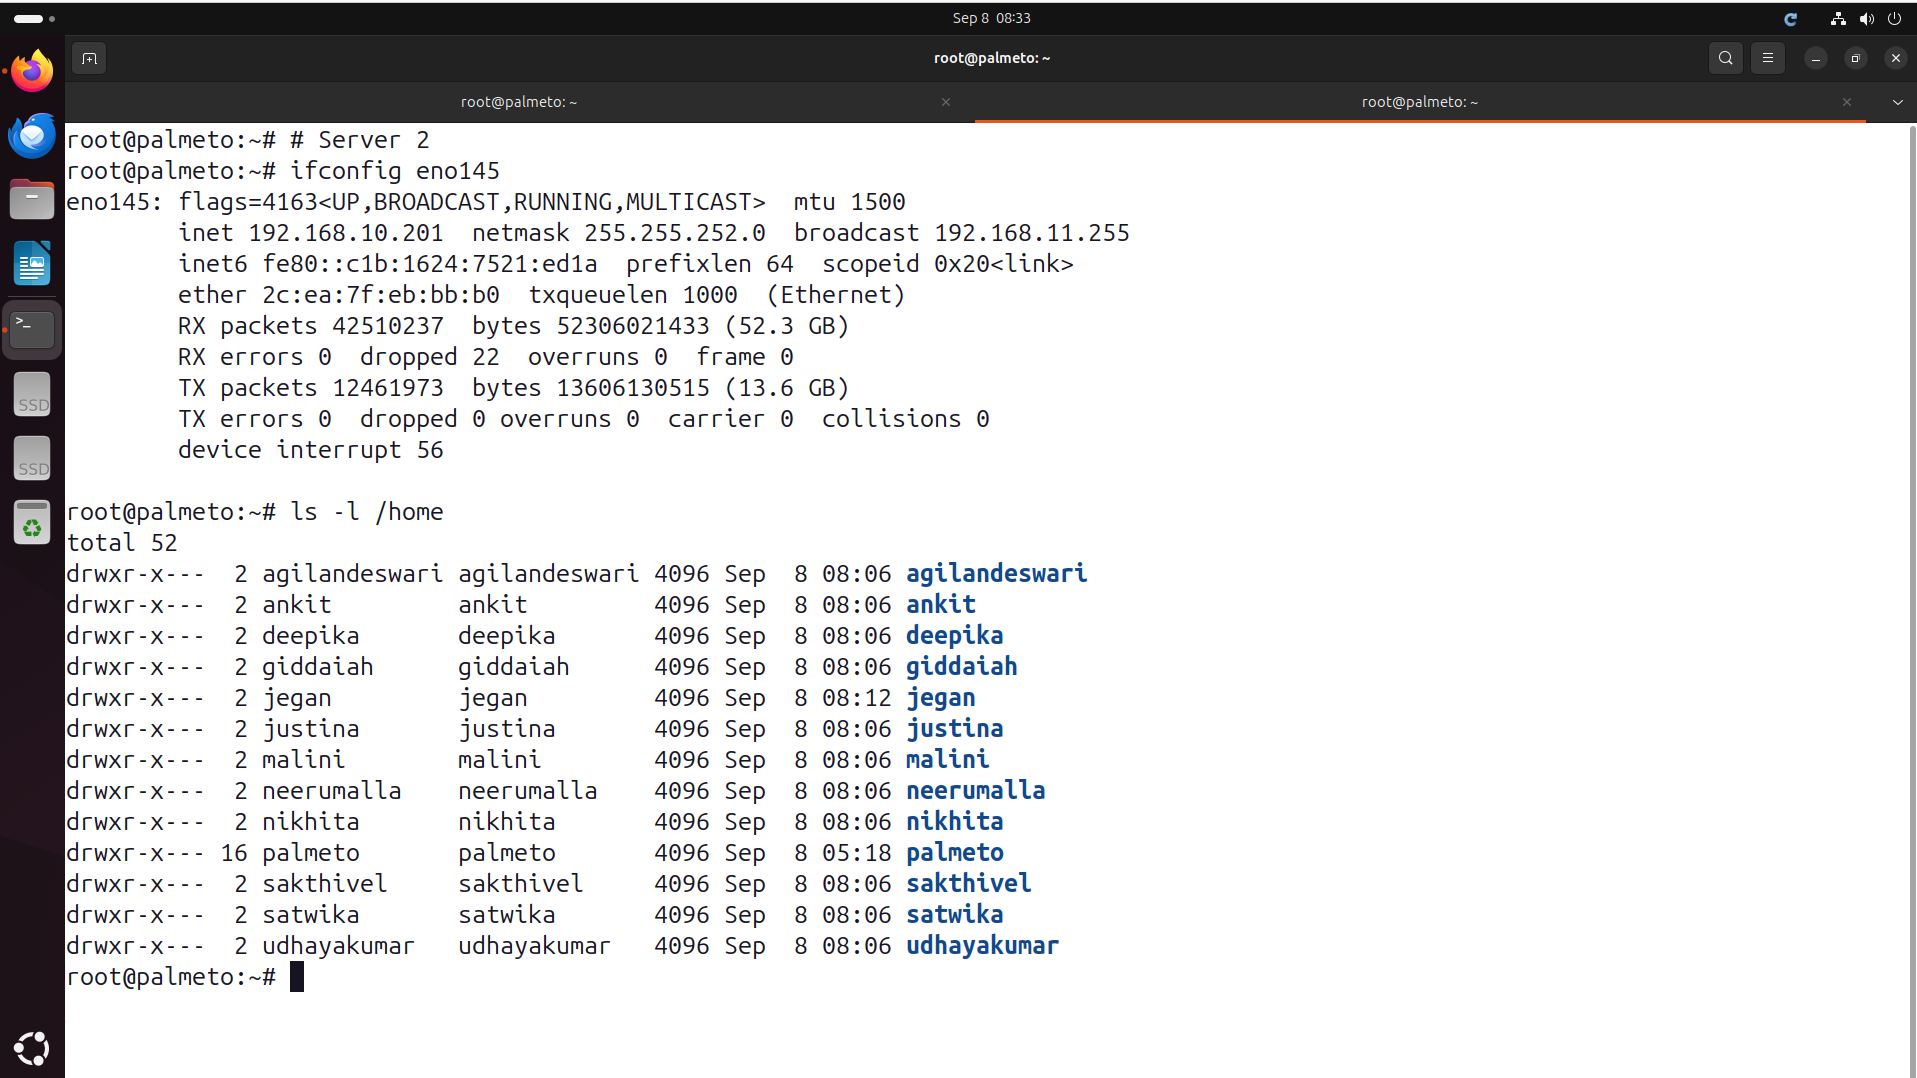 Sep 8 08:33
root@palmeto: ~
root@palmeto: ~
root@palmeto: ~
root@palmeto:~# # Server 2
root@palmeto:~# ifconfig eno145
eno145: flags=4163<UP,BROADCAST,RUNNING,MULTICAST>  mtu 1500
        inet 192.168.10.201  netmask 255.255.252.0  broadcast 192.168.11.255
        inet6 fe80::c1b:1624:7521:ed1a  prefixlen 64  scopeid 0x20<link>
        ether 2c:ea:7f:eb:bb:b0  txqueuelen 1000  (Ethernet)
        RX packets 42510237  bytes 52306021433 (52.3 GB)
        RX errors 0  dropped 22  overruns 0  frame 0
        TX packets 12461973  bytes 13606130515 (13.6 GB)
        TX errors 0  dropped 0 overruns 0  carrier 0  collisions 0
        device interrupt 56
root@palmeto:~# ls -l /home
total 52
drwxr-x---  2 agilandeswari agilandeswari 4096 Sep  8 08:06 agilandeswari
drwxr-x---  2 ankit         ankit         4096 Sep  8 08:06 ankit
drwxr-x---  2 deepika       deepika       4096 Sep  8 08:06 deepika
drwxr-x---  2 giddaiah      giddaiah      4096 Sep  8 08:06 giddaiah
drwxr-x---  2 jegan         jegan         4096 Sep  8 08:12 jegan
drwxr-x---  2 justina       justina       4096 Sep  8 08:06 justina
drwxr-x---  2 malini        malini        4096 Sep  8 08:06 malini
drwxr-x---  2 neerumalla    neerumalla    4096 Sep  8 08:06 neerumalla
drwxr-x---  2 nikhita       nikhita       4096 Sep  8 08:06 nikhita
drwxr-x--- 16 palmeto       palmeto       4096 Sep  8 05:18 palmeto
drwxr-x---  2 sakthivel     sakthivel     4096 Sep  8 08:06 sakthivel
drwxr-x---  2 satwika       satwika       4096 Sep  8 08:06 satwika
drwxr-x---  2 udhayakumar   udhayakumar   4096 Sep  8 08:06 udhayakumar
root@palmeto:~#
>_
SSD
SSD